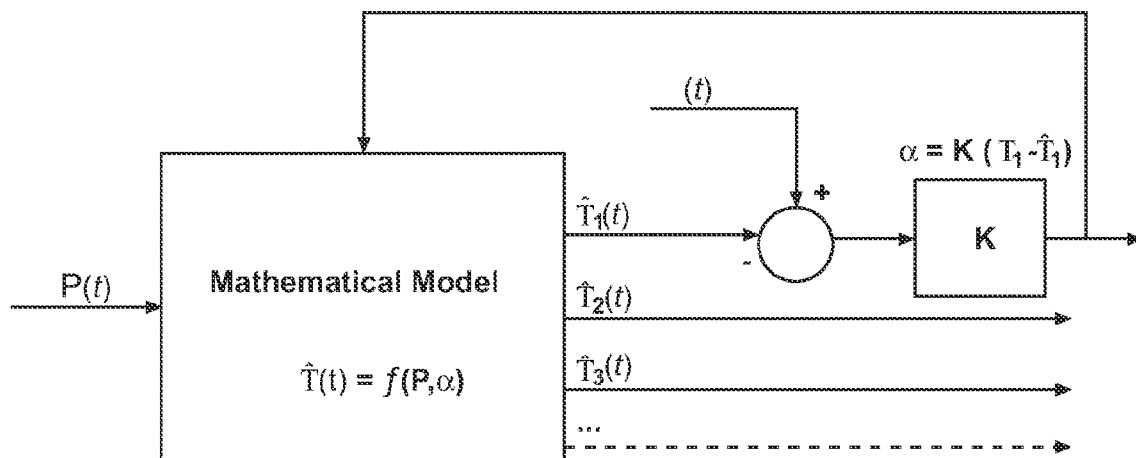 (t)
α = K ( T₁ -T̂₁)
+
T̂₁(t)
-
K
P(t)
Mathematical Model
T̂₂(t)
T̂(t) = f(P,α)
T̂₃(t)
...